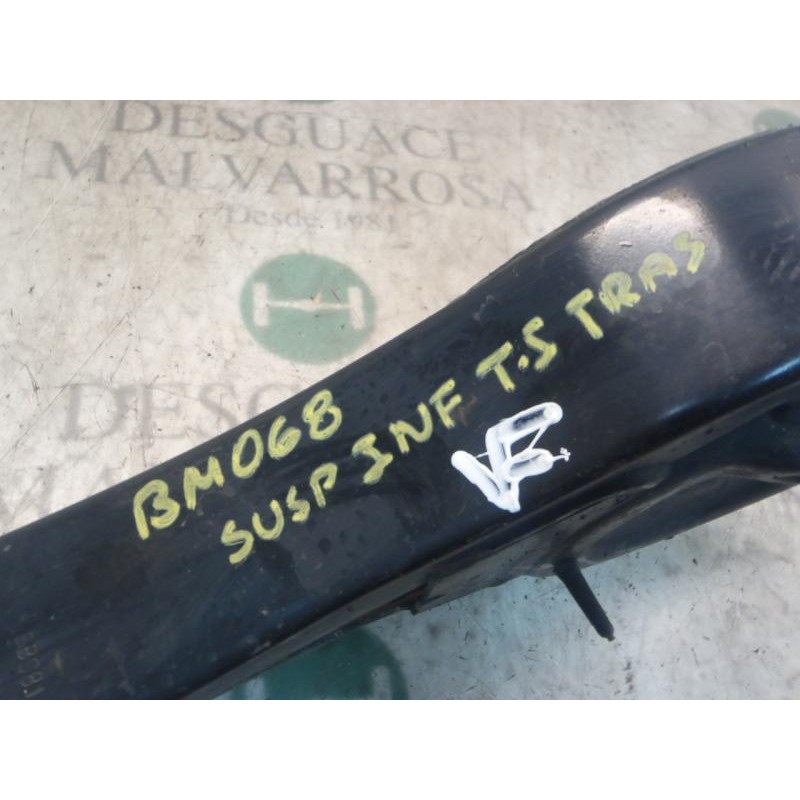 DESGUACE
MALVARROSA
Desde 1981
BM068
SUSP INF T.S TRAS